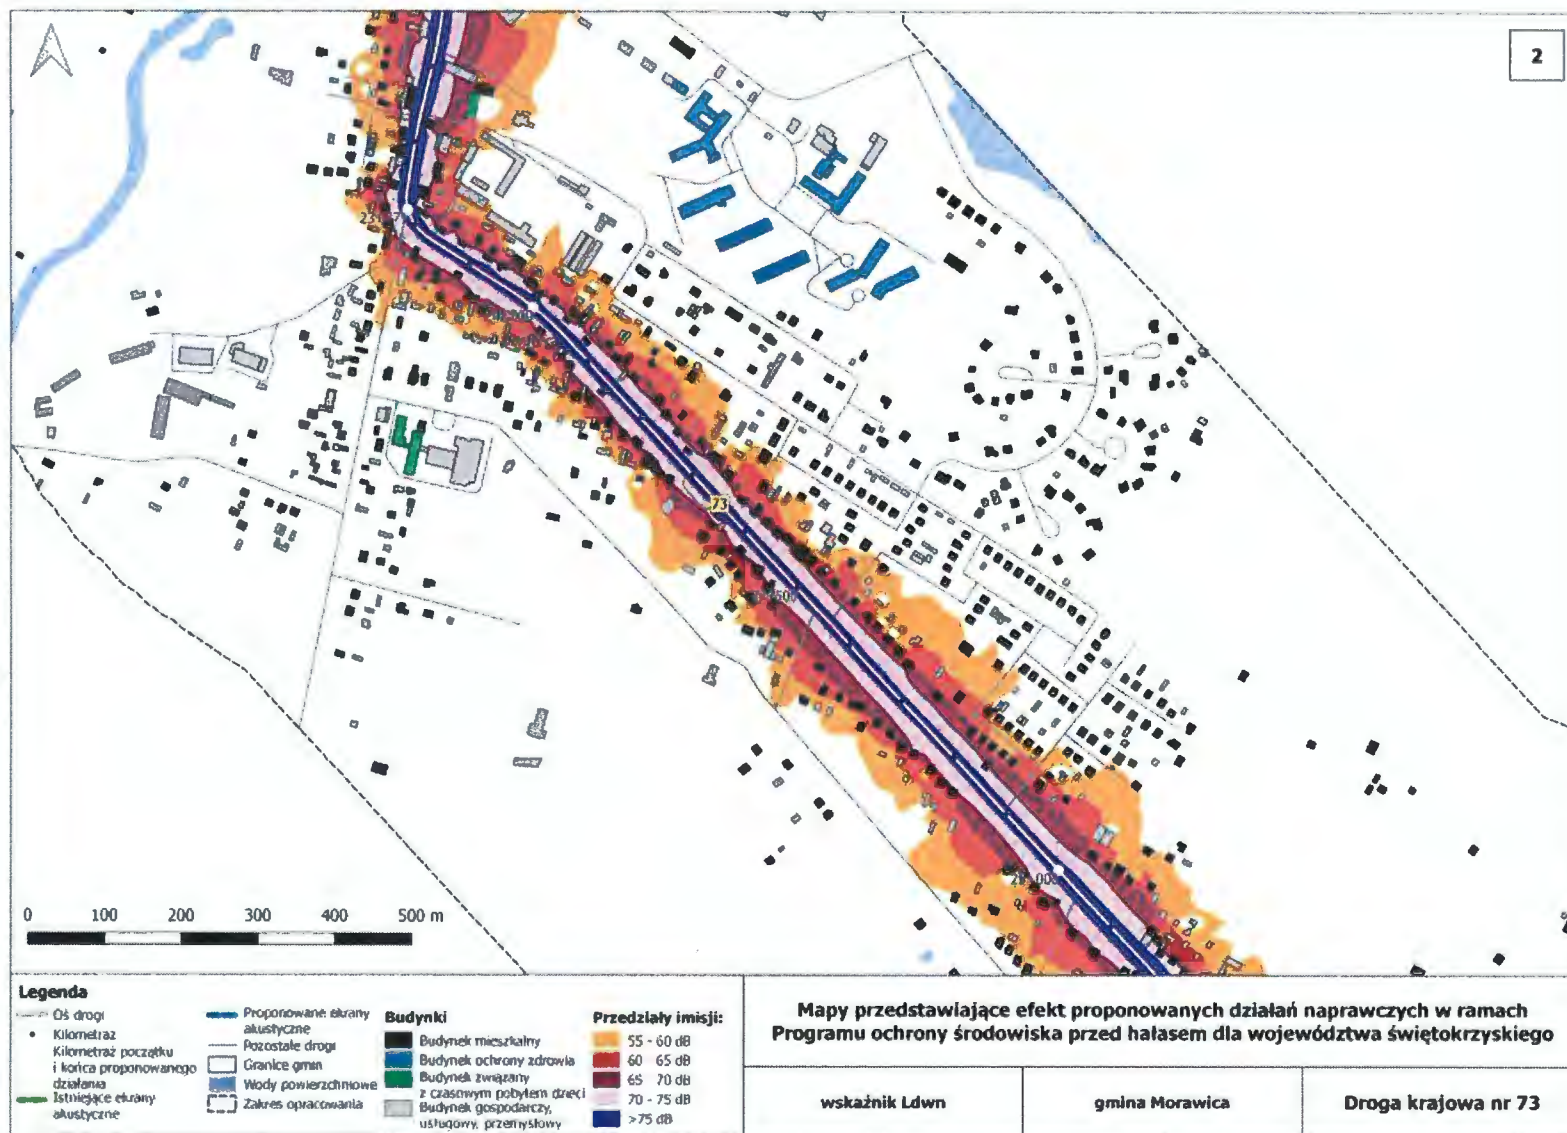 2
73
0 100 200 300 400 500 m
Legenda
Oś drogi
Kilometraż
Kilometraż początku
i końca proponowanego
działania
Istniejące ekrany
akustyczne
Proponowane ekrany
akustyczne
Pozostałe drogi
Granice gmin
Wody powierzchniowe
Zakres opracowania
Budynki
Budynek mieszkalny
Budynek ochrony zdrowia
Budynek związany
z czasowym pobytem dzieci
Budynek gospodarczy,
usługowy, przemysłowy
Przedziały imisji:
55 - 60 dB
60 65 dB
65 70 dB
70 - 75 dB
>75 dB
Mapy przedstawiające efekt proponowanych działań naprawczych w ramach
Programu ochrony środowiska przed hałasem dla województwa świętokrzyskiego
wskaźnik Ldwn
gmina Morawica
Droga krajowa nr 73